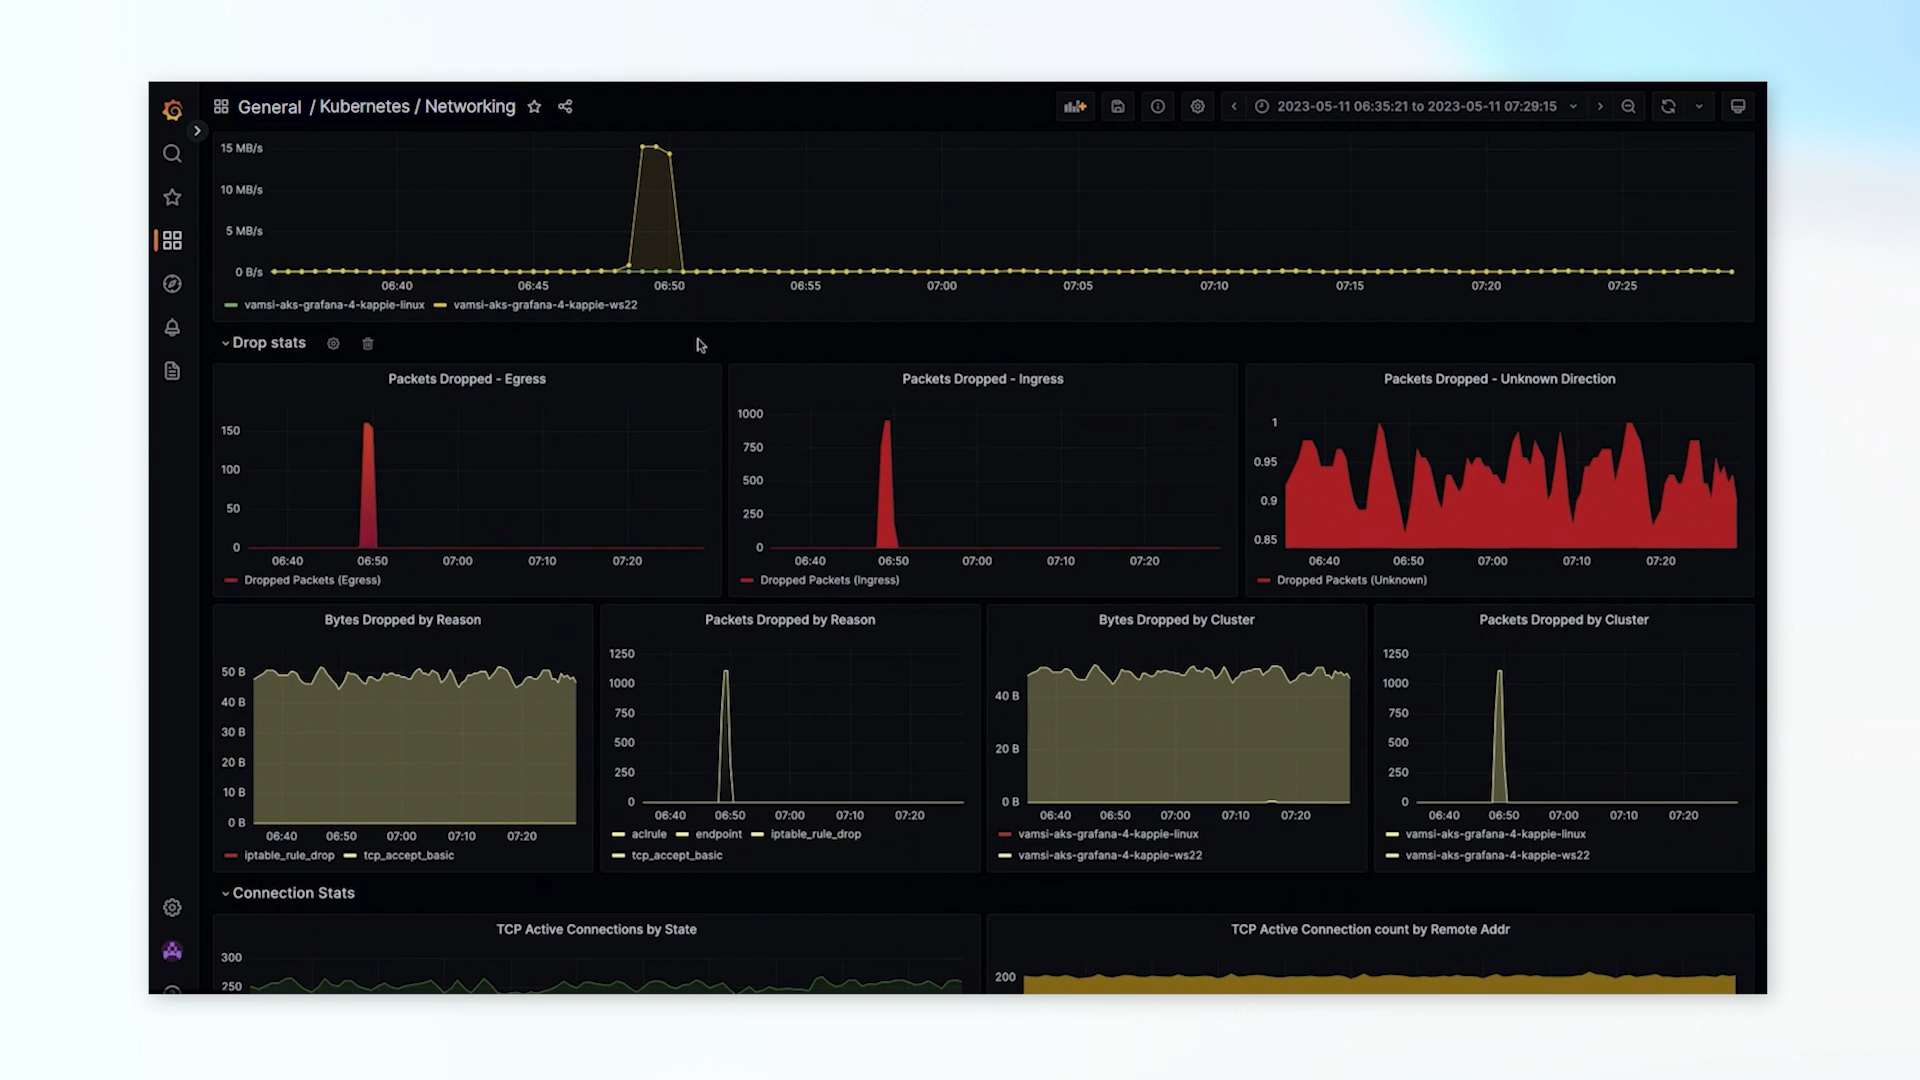 General / Kubernetes / Networking
2023-05-11 06:35:21 to 2023-05-11 07:29:15
15 MB/s
10 MB/s
5 MB/s
0 B/s
06:40 06:45 06:50 06:55 07:00 07:05 07:10 07:15 07:20 07:25
vamsi-aks-grafana-4-kappie-linux vamsi-aks-grafana-4-kappie-ws22
Drop stats
Packets Dropped - Egress
150
100
50
0
06:40 06:50 07:00 07:10 07:20
Dropped Packets (Egress)
Packets Dropped - Ingress
1000
750
500
250
0
06:40 06:50 07:00 07:10 07:20
Dropped Packets (Ingress)
Packets Dropped - Unknown Direction
1
0.95
0.9
0.85
06:40 06:50 07:00 07:10 07:20
Dropped Packets (Unknown)
Bytes Dropped by Reason
50 B
40 B
30 B
20 B
10 B
0 B
06:40 06:50 07:00 07:10 07:20
iptable_rule_drop tcp_accept_basic
Packets Dropped by Reason
1250
1000
750
500
250
0
06:40 06:50 07:00 07:10 07:20
aclrule endpoint iptable_rule_drop
tcp_accept_basic
Bytes Dropped by Cluster
40 B
20 B
0 B
06:40 06:50 07:00 07:10 07:20
vamsi-aks-grafana-4-kappie-linux
vamsi-aks-grafana-4-kappie-ws22
Packets Dropped by Cluster
1250
1000
750
500
250
0
06:40 06:50 07:00 07:10 07:20
vamsi-aks-grafana-4-kappie-linux
vamsi-aks-grafana-4-kappie-ws22
Connection Stats
TCP Active Connections by State
300
250
TCP Active Connection count by Remote Addr
200